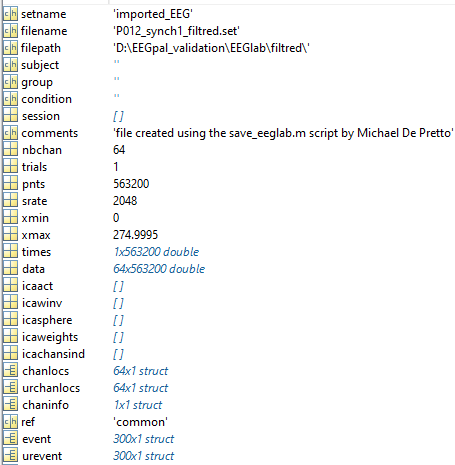 setname 'imported_EEG'
filename 'P012_synch1_filtred.set'
filepath 'D:\EEGpal_validation\EEGlab\filtred\'
subject ''
group ''
condition ''
session [ ]
comments 'file created using the save_eeglab.m script by Michael De Pretto'
nbchan 64
trials 1
pnts 563200
srate 2048
xmin 0
xmax 274.9995
times 1x563200 double
data 64x563200 double
icaact [ ]
icawinv [ ]
icasphere [ ]
icaweights [ ]
icachansind [ ]
chanlocs 64x1 struct
urchanlocs 64x1 struct
chaninfo 1x1 struct
ref 'common'
event 300x1 struct
urevent 300x1 struct